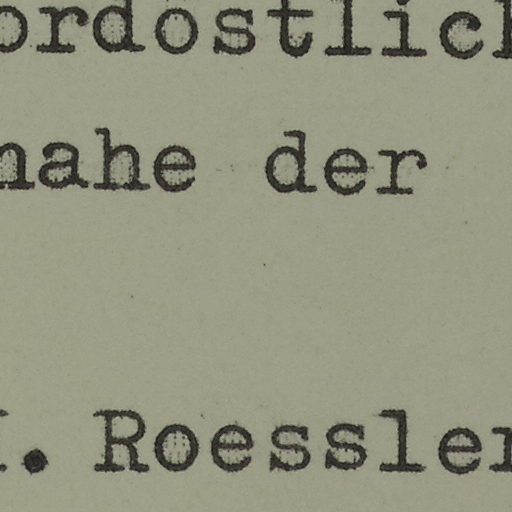 ordöstlich
nahe der
. Roessler